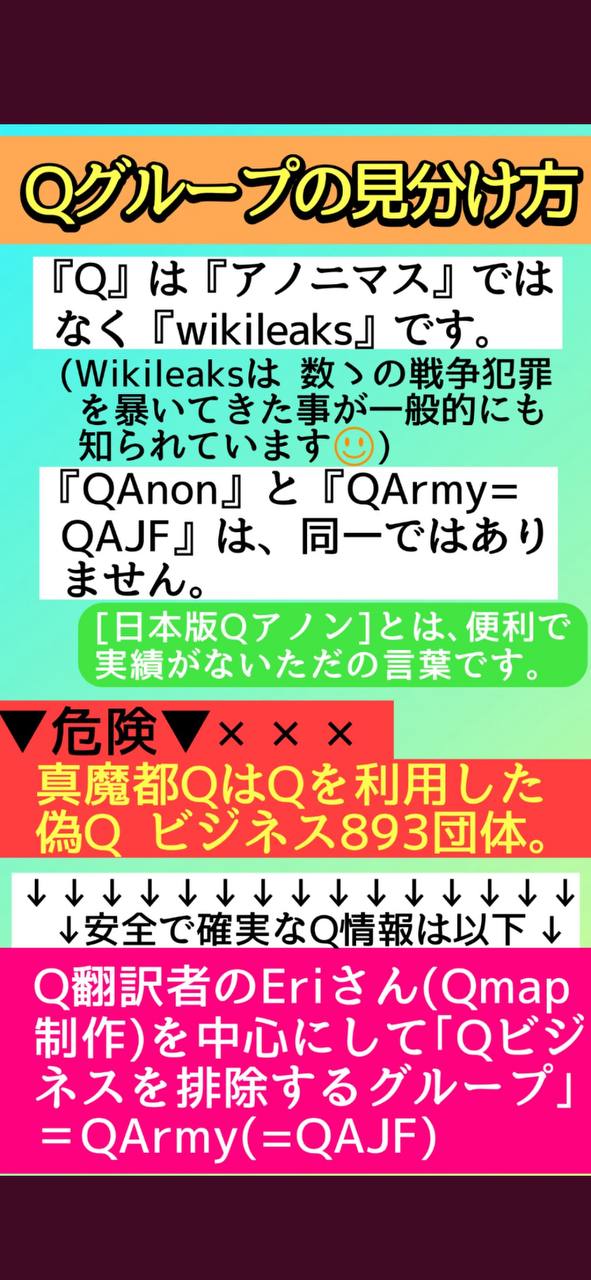 Qグループの見分け方
『Q』は『アノニマス』では
なく『wikileaks』です。
(Wikileaksは 数ゝの戦争犯罪
を暴いてきた事が一般的にも
知られています☺)
『QAnon』と『QArmy=
QAJF』は、同一ではあり
ません。
[日本版Qアノン]とは､便利で
実績がないただの言葉です。
▼危険▼×××
真魔都QはQを利用した
偽Q ビジネス893団体。
↓↓↓↓↓↓↓↓↓↓↓↓↓↓↓
↓安全で確実なQ情報は以下 ↓
Q翻訳者のEriさん(Qmap
制作)を中心にして｢Qビジ
ネスを排除するグループ｣
＝QArmy(=QAJF)